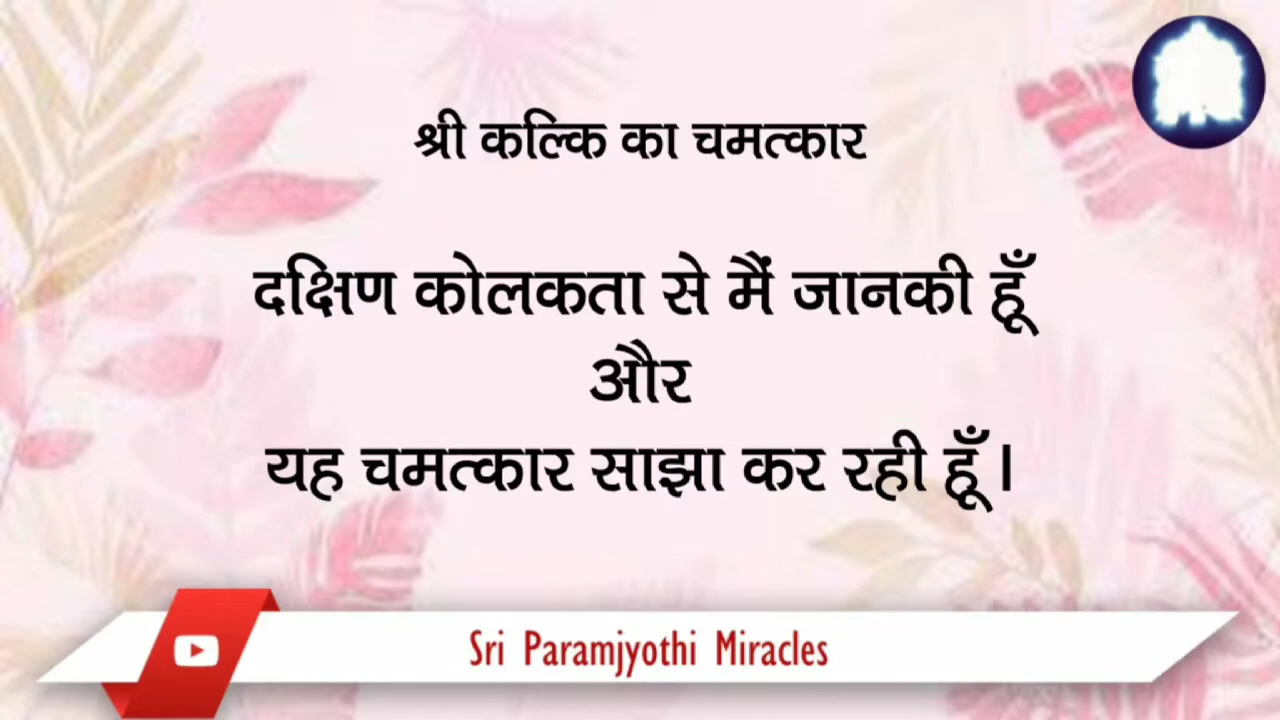 श्री कल्कि का चमत्कार
दक्षिण कोलकता से मैं जानकी हूँ
और
यह चमत्कार साझा कर रही हूँ।
Sri Paramjyothi Miracles